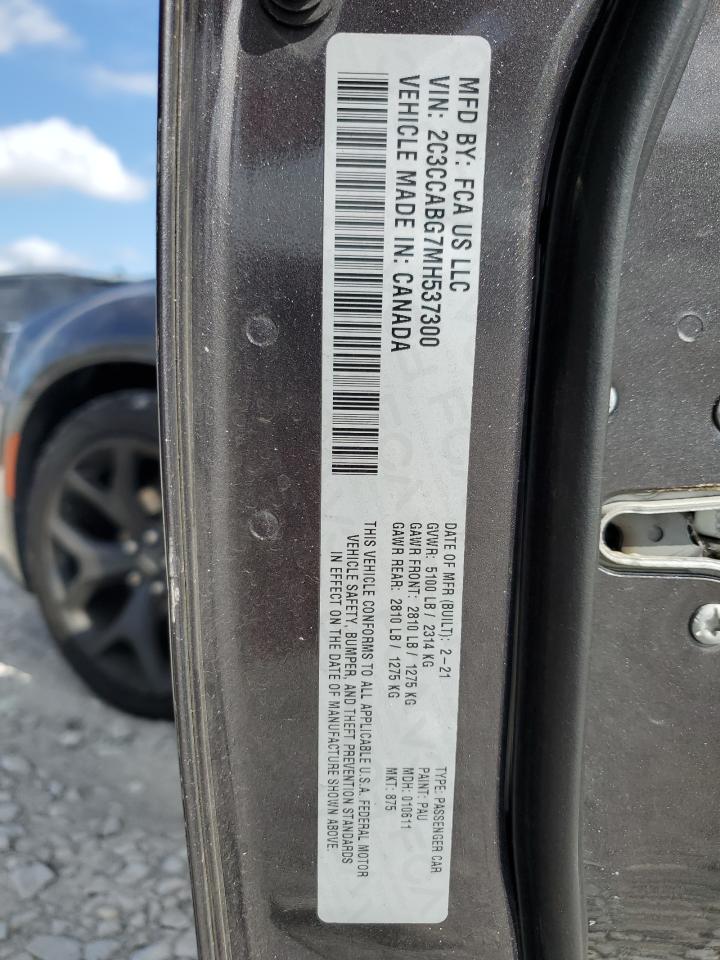 MFD BY: FCA US LLC
VIN: 2C3CCABG7MH537300
VEHICLE MADE IN: CANADA
DATE OF MFR (BUILT): 2-21
GVWR: 5100 LB / 2314 KG
GAWR FRONT: 2810 LB / 1275 KG
GAWR REAR: 2810 LB / 1275 KG
THIS VEHICLE CONFORMS TO ALL APPLICABLE U.S.A. FEDERAL MOTOR
VEHICLE SAFETY, BUMPER, AND THEFT PREVENTION STANDARDS
IN EFFECT ON THE DATE OF MANUFACTURE SHOWN ABOVE.
TYPE: PASSENGER CAR
PAINT: PAU
MDH: 010611
MKT: 875